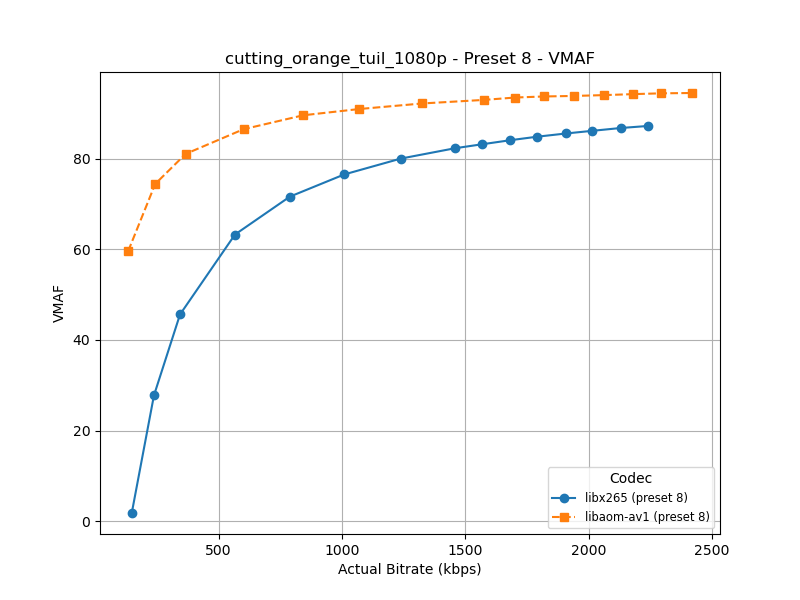 cutting_orange_tuil_1080p - Preset 8 - VMAF
VMAF
80
60
40
20
0
500
1000
1500
2000
2500
Actual Bitrate (kbps)
Codec
libx265 (preset 8)
libaom-av1 (preset 8)